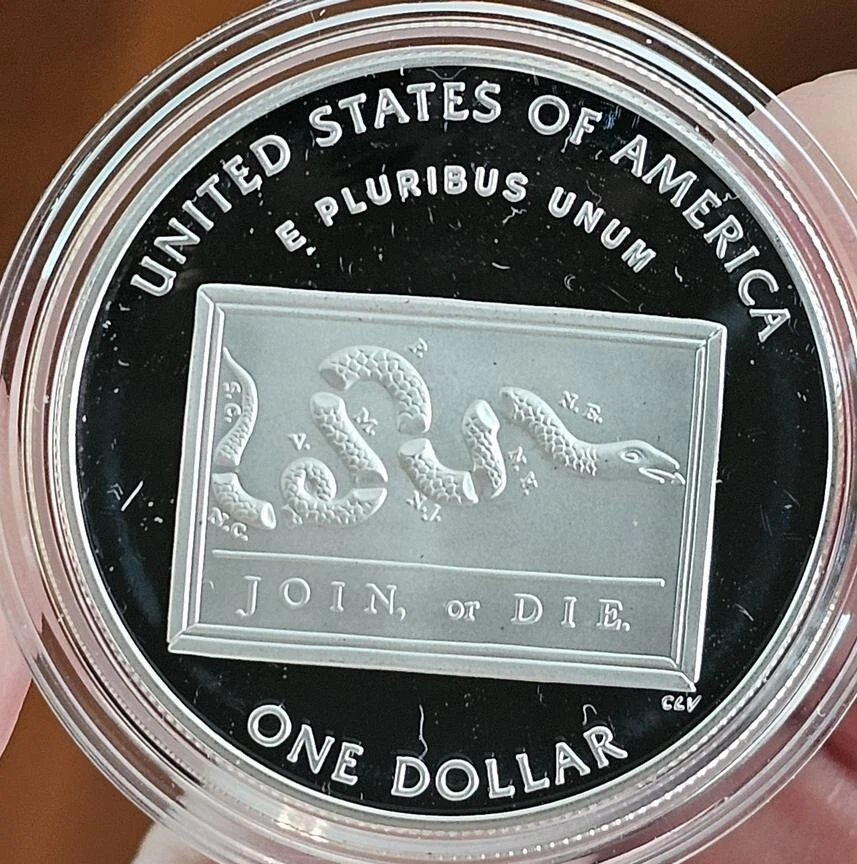 UNITED STATES OF AMERICA
E PLURIBUS UNUM
S.C.
N.C.
V.
M.
P.
N.J.
N.Y.
N.E.
JOIN, or DIE.
CLV
ONE DOLLAR